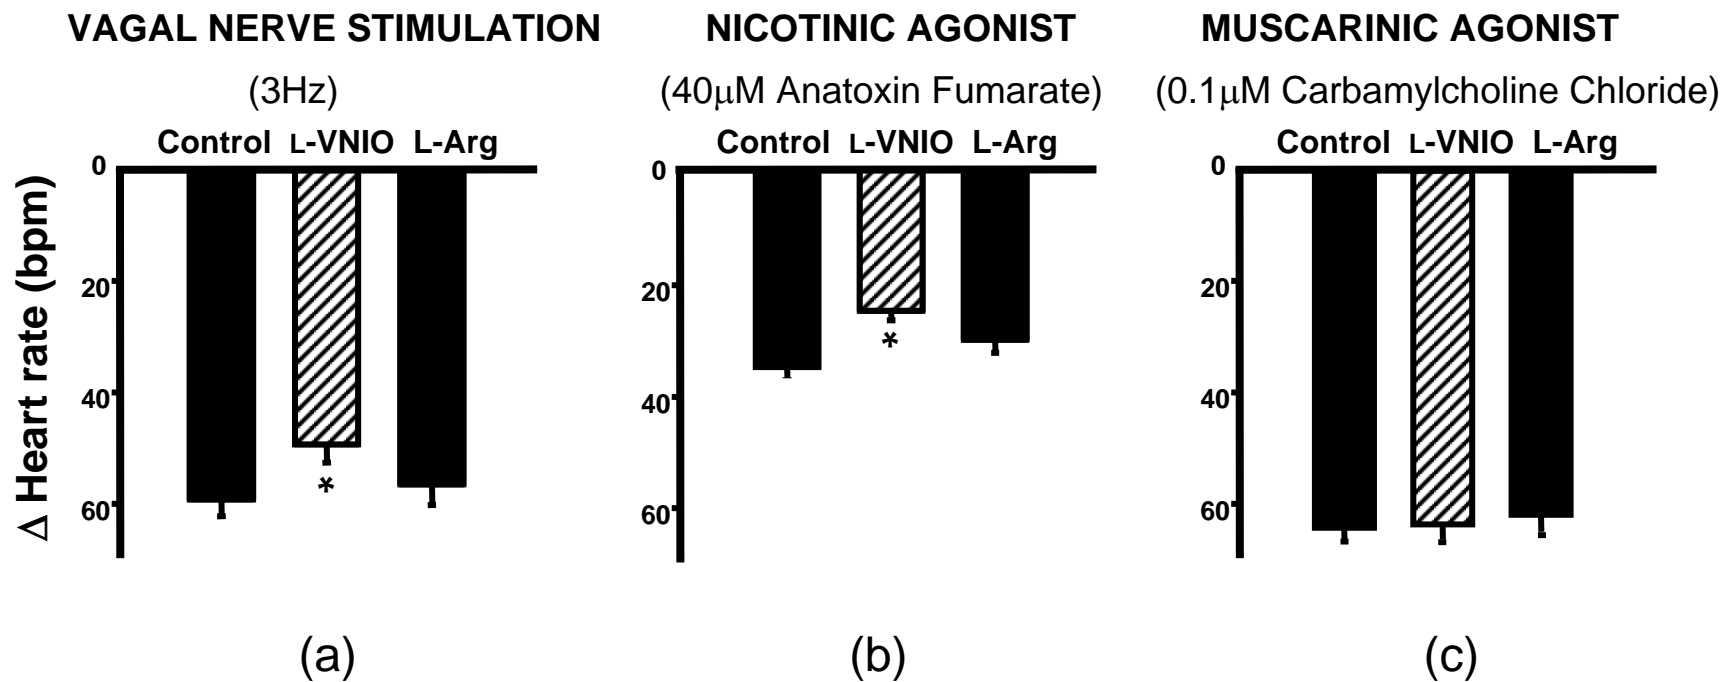 VAGAL NERVE STIMULATION
(3Hz)
Control L-VNIO L-Arg
0
20
40
60
Δ Heart rate (bpm)
*
(a)
NICOTINIC AGONIST
(40μM Anatoxin Fumarate)
Control L-VNIO L-Arg
0
20
40
60
*
(b)
MUSCARINIC AGONIST
(0.1μM Carbamylcholine Chloride)
Control L-VNIO L-Arg
0
20
40
60
(c)